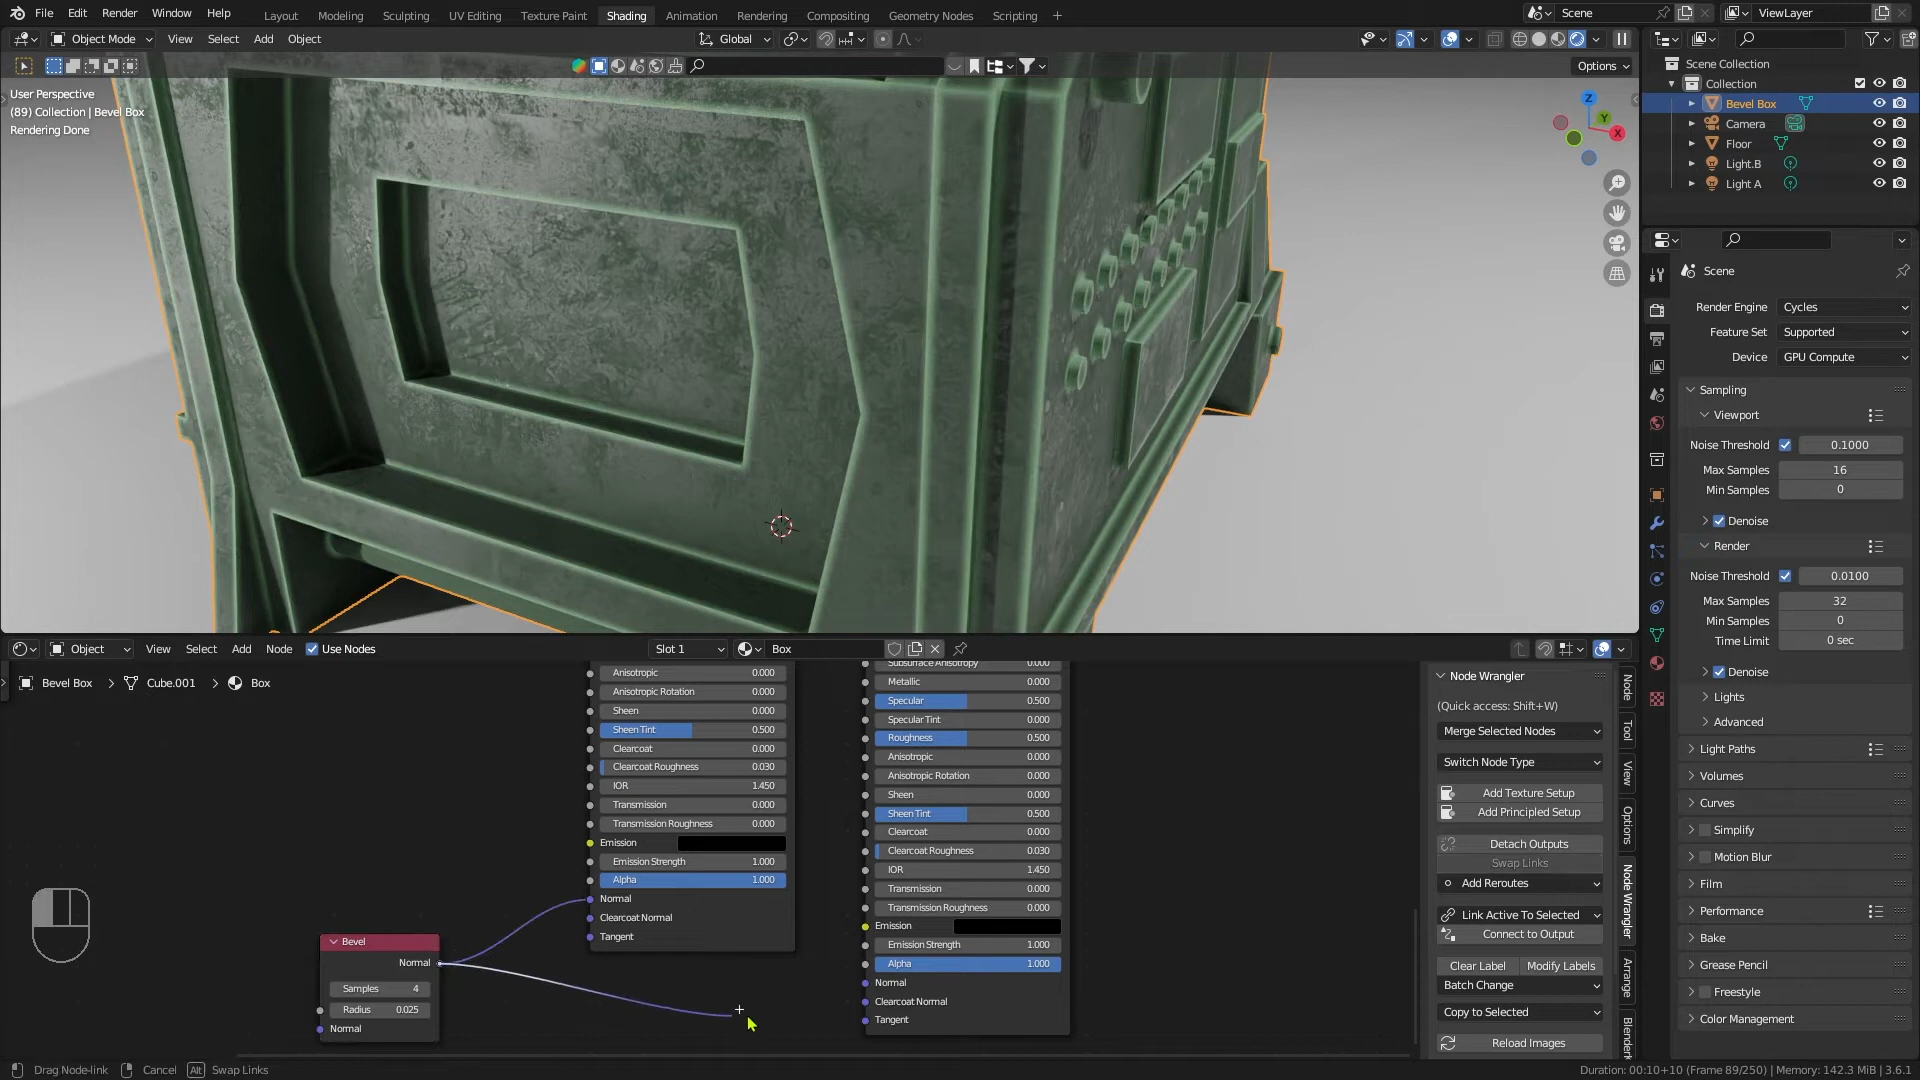 File Edit Render Window Help Layout Modeling Sculpting UV Editing Texture Paint Shading Animation Rendering Compositing Geometry Nodes Scripting + Scene ViewLayer
Object Mode View Select Add Object Global
Options
User Perspective
(89) Collection | Bevel Box
Rendering Done
Z
Y
X
Scene Collection
Collection
Bevel Box
Camera
Floor
Light.B
Light A
Scene
Render Engine Cycles
Feature Set Supported
Device GPU Compute
Sampling
Viewport
Noise Threshold 0.1000
Max Samples 16
Min Samples 0
Denoise
Render
Noise Threshold 0.0100
Max Samples 32
Min Samples 0
Time Limit 0 sec
Denoise
Lights
Advanced
Light Paths
Volumes
Curves
Simplify
Motion Blur
Film
Performance
Bake
Grease Pencil
Freestyle
Color Management
Object View Select Add Node Use Nodes Slot 1 Box
Bevel Box > Cube.001 > Box
Anisotropic 0.000
Anisotropic Rotation 0.000
Sheen 0.000
Sheen Tint 0.500
Clearcoat 0.000
Clearcoat Roughness 0.030
IOR 1.450
Transmission 0.000
Transmission Roughness 0.000
Emission
Emission Strength 1.000
Alpha 1.000
Normal
Clearcoat Normal
Tangent
Subsurface Anisotropy 0.000
Metallic 0.000
Specular 0.500
Specular Tint 0.000
Roughness 0.500
Anisotropic 0.000
Anisotropic Rotation 0.000
Sheen 0.000
Sheen Tint 0.500
Clearcoat 0.000
Clearcoat Roughness 0.030
IOR 1.450
Transmission 0.000
Transmission Roughness 0.000
Emission
Emission Strength 1.000
Alpha 1.000
Normal
Clearcoat Normal
Tangent
Bevel
Normal
Samples 4
Radius 0.025
Normal
Node Wrangler
(Quick access: Shift+W)
Merge Selected Nodes
Switch Node Type
Add Texture Setup
Add Principled Setup
Detach Outputs
Swap Links
Add Reroutes
Link Active To Selected
Connect to Output
Clear Label Modify Labels
Batch Change
Copy to Selected
Reload Images
Node
Tool
View
Options
Node Wrangler
Arrange
Drag Node-link Cancel Alt Swap Links Duration: 00:10+10 (Frame 89/250) | Memory: 142.3 MiB | 3.6.1